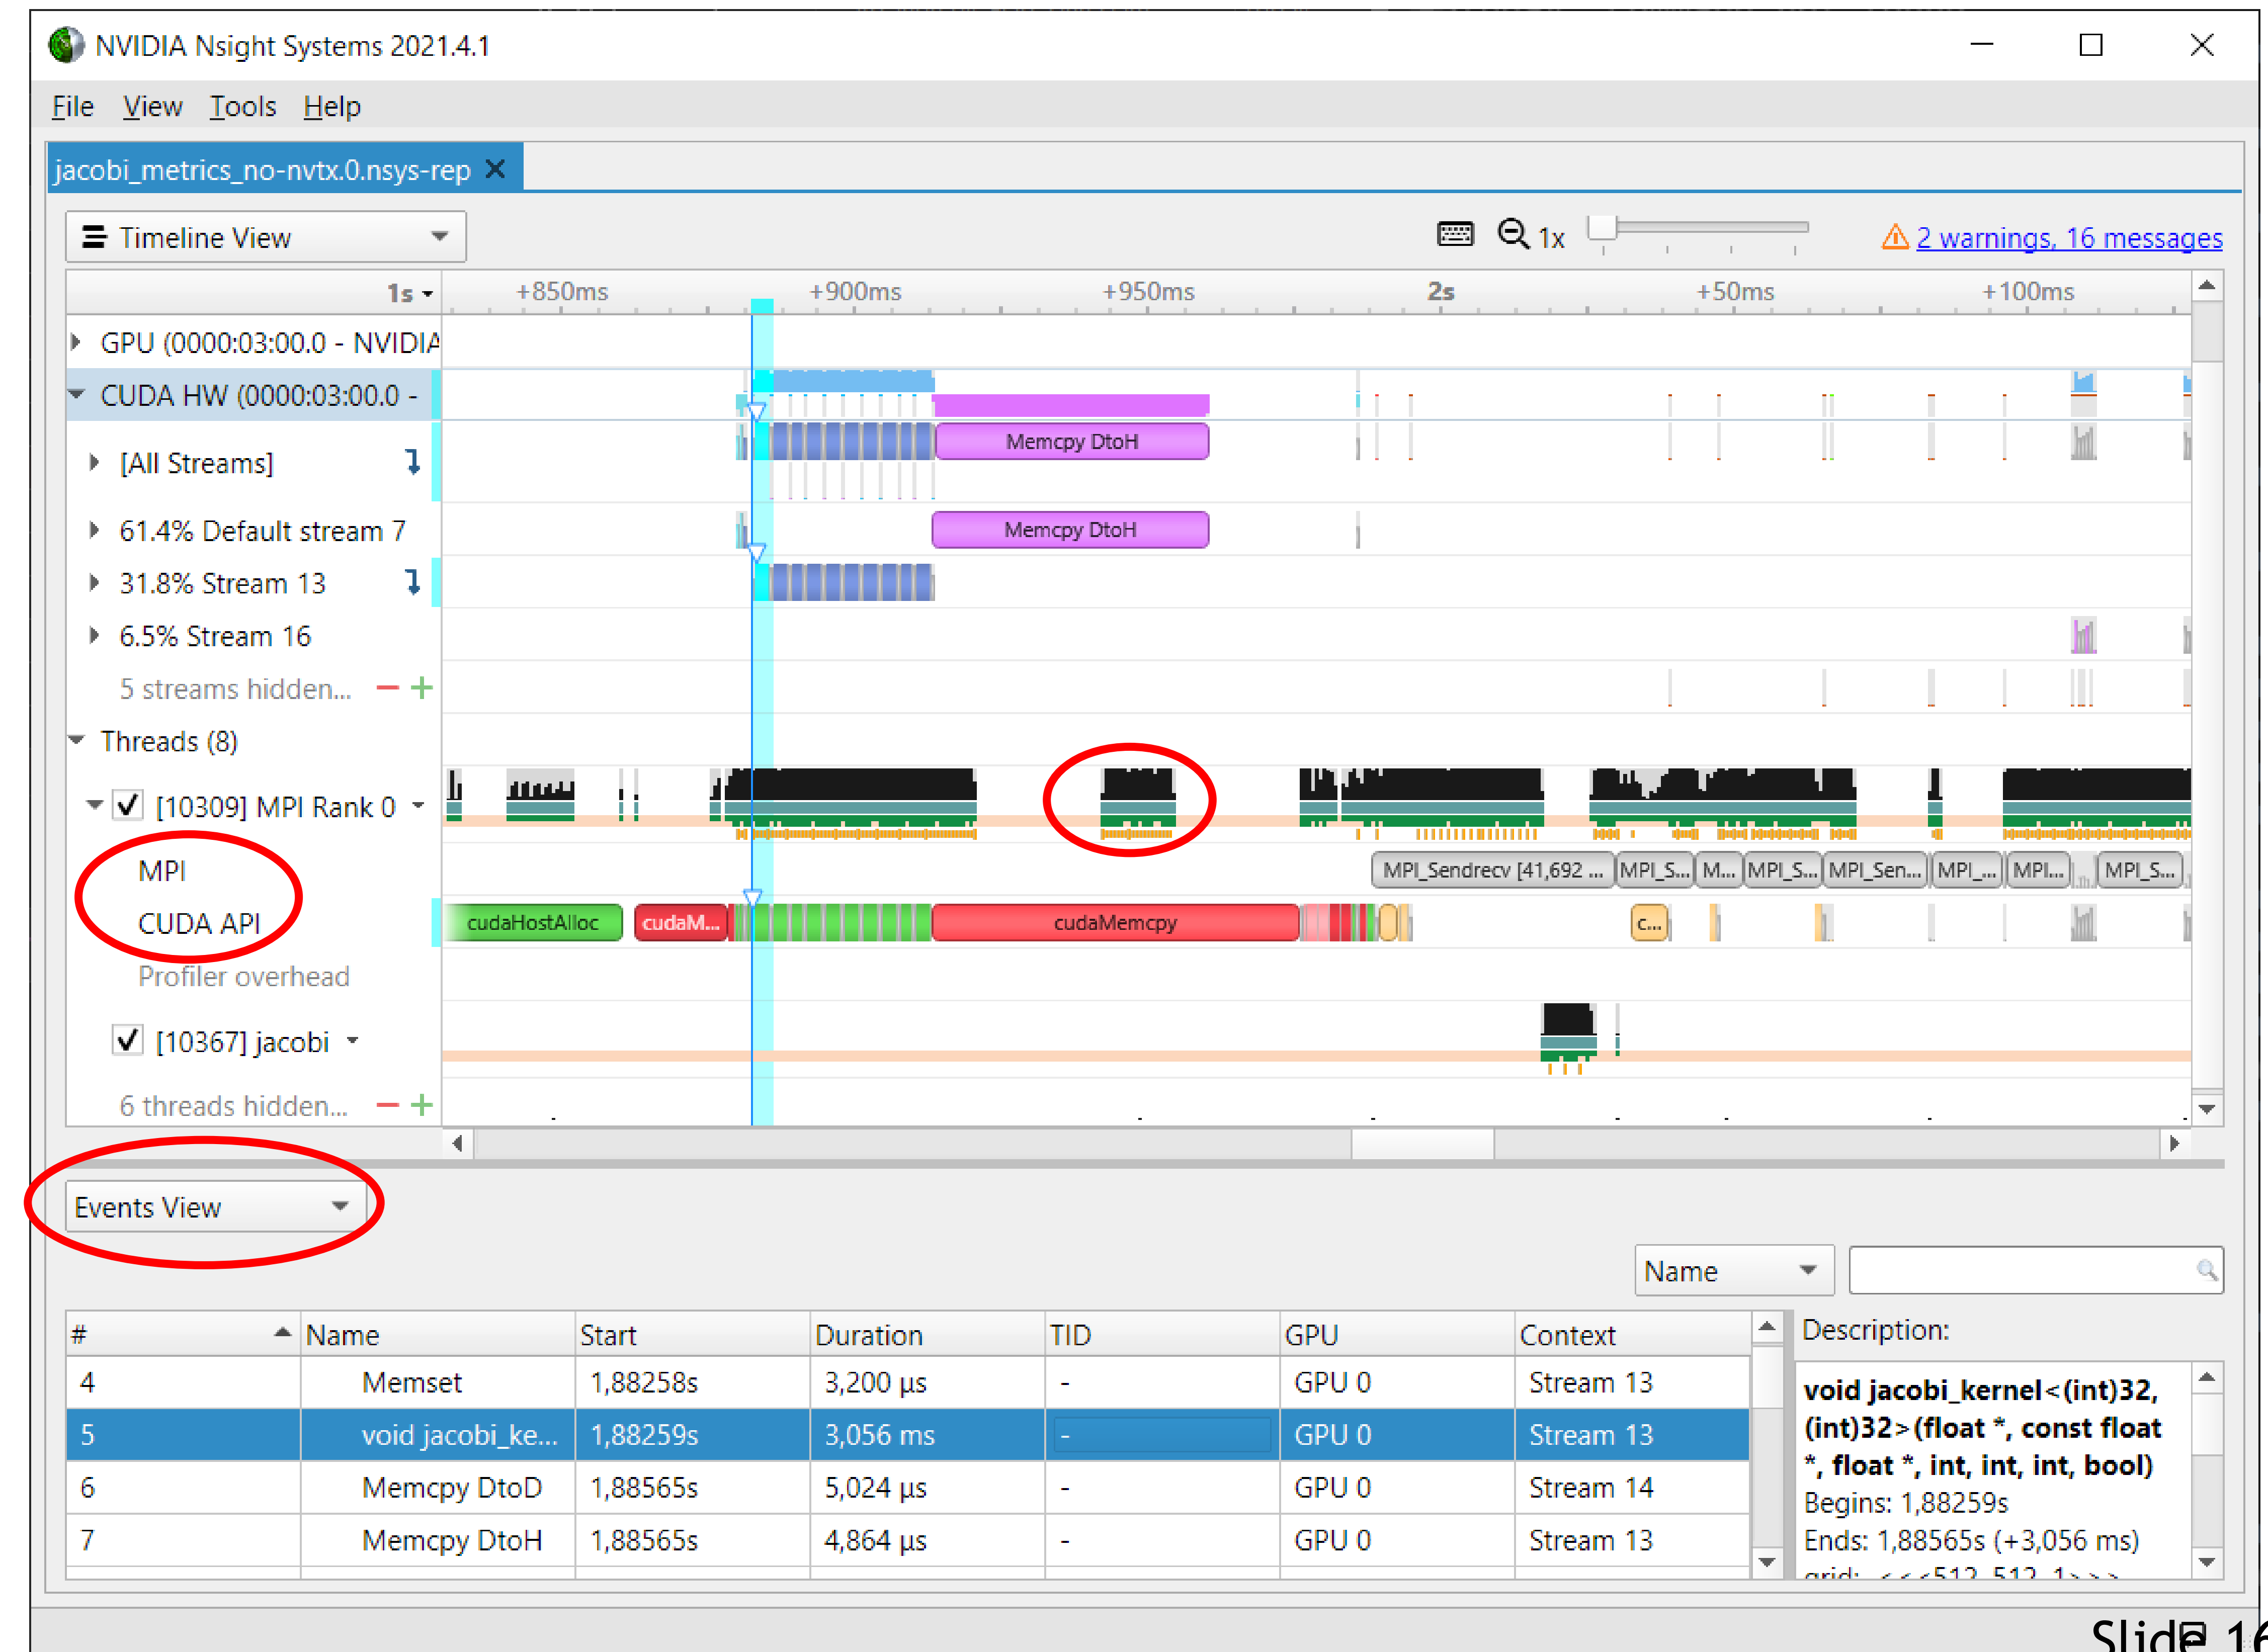 NVIDIA Nsight Systems 2021.4.1
File View Tools Help
jacobi_metrics_no-nvtx.0.nsys-rep
Timeline View
1x
2 warnings, 16 messages
1s
+850ms +900ms +950ms 2s +50ms +100ms
GPU (0000:03:00.0 - NVIDIA
CUDA HW (0000:03:00.0 -
[All Streams]
Memcpy DtoH
61.4% Default stream 7
Memcpy DtoH
31.8% Stream 13
6.5% Stream 16
5 streams hidden... − +
Threads (8)
[10309] MPI Rank 0
MPI
MPI_Sendrecv [41,692 ... MPI_S... M... MPI_S... MPI_Sen... MPI_... MPI... MPI_S...
CUDA API
cudaHostAlloc cudaM... cudaMemcpy c...
Profiler overhead
[10367] jacobi
6 threads hidden... − +
Events View
Name
# Name Start Duration TID GPU Context
4 Memset 1,88258s 3,200 μs - GPU 0 Stream 13
5 void jacobi_ke... 1,88259s 3,056 ms - GPU 0 Stream 13
6 Memcpy DtoD 1,88565s 5,024 μs - GPU 0 Stream 14
7 Memcpy DtoH 1,88565s 4,864 μs - GPU 0 Stream 13
Description:
void jacobi_kernel<(int)32,
(int)32>(float *, const float
*, float *, int, int, int, bool)
Begins: 1,88259s
Ends: 1,88565s (+3,056 ms)
grid: <<<512, 512, 1>>>
Slide 16